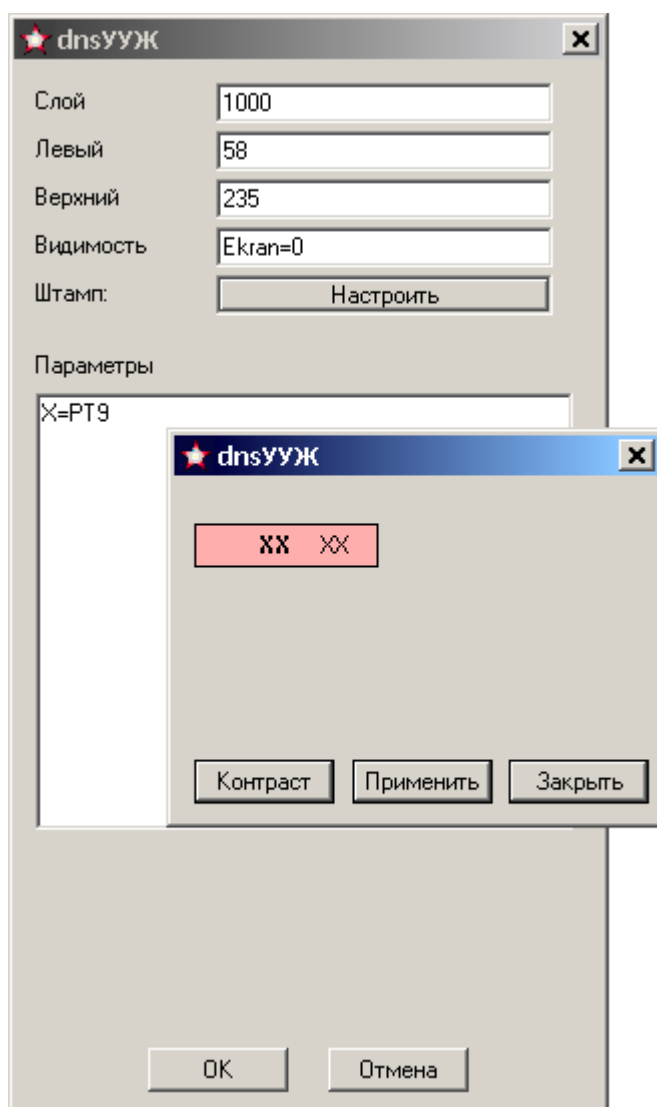 dnsУУЖ
Слой 1000
Левый 58
Верхний 235
Видимость Ekran=0
Штамп: Настроить
Параметры
X=PT9
dnsУУЖ
XX XX
Контраст Применить Закрыть
OK Отмена